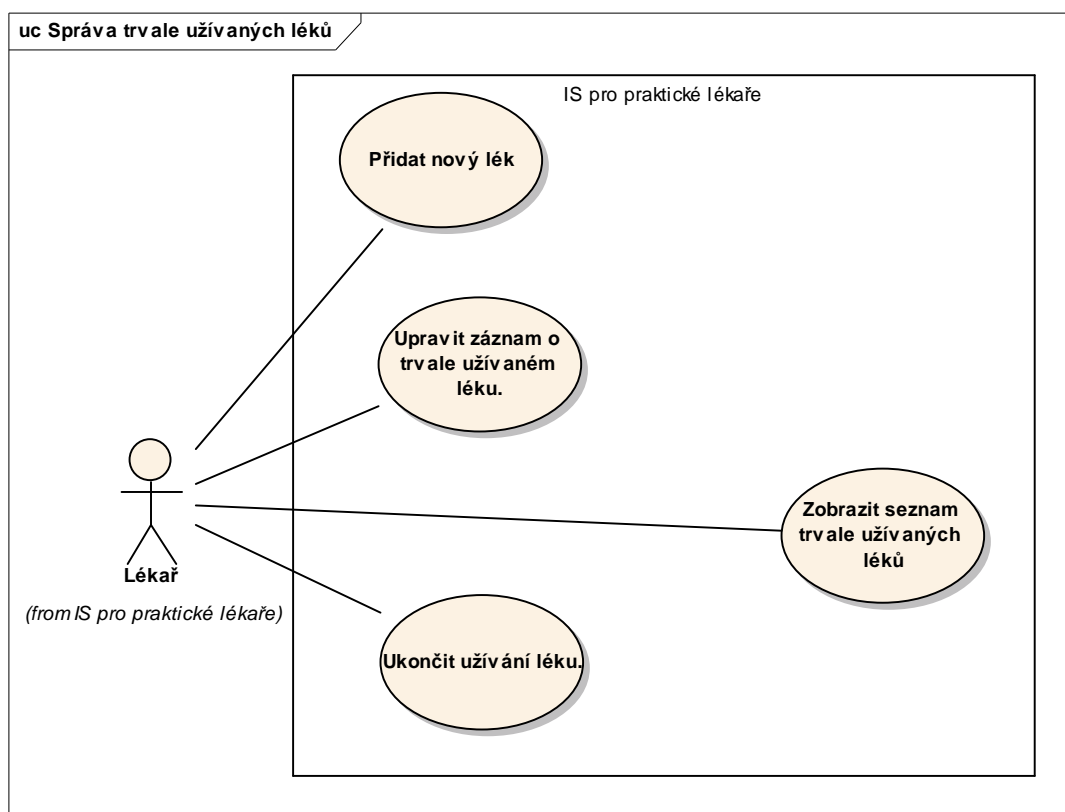 uc Správa trvale užívaných léků
IS pro praktické lékaře
Přidat nový lék
Upravit záznam o
trvale užívaném
léku.
Zobrazit seznam
trvale užívaných
léků
Lékař
(from IS pro praktické lékaře)
Ukončit užívání léku.